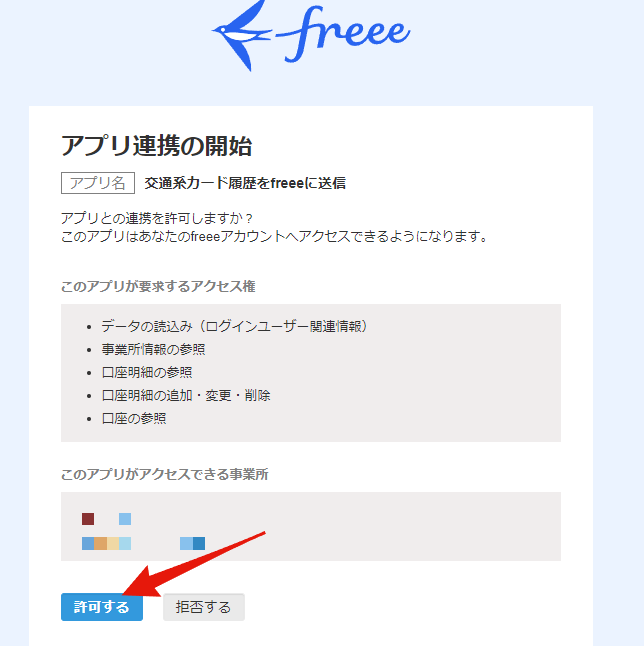 freee
アプリ連携の開始
アプリ名 交通系カード履歴をfreeeに送信
アプリとの連携を許可しますか？
このアプリはあなたのfreeeアカウントへアクセスできるようになります。
このアプリが要求するアクセス権
• データの読込み（ログインユーザー関連情報）
• 事業所情報の参照
• 口座明細の参照
• 口座明細の追加・変更・削除
• 口座の参照
このアプリがアクセスできる事業所
許可する 拒否する